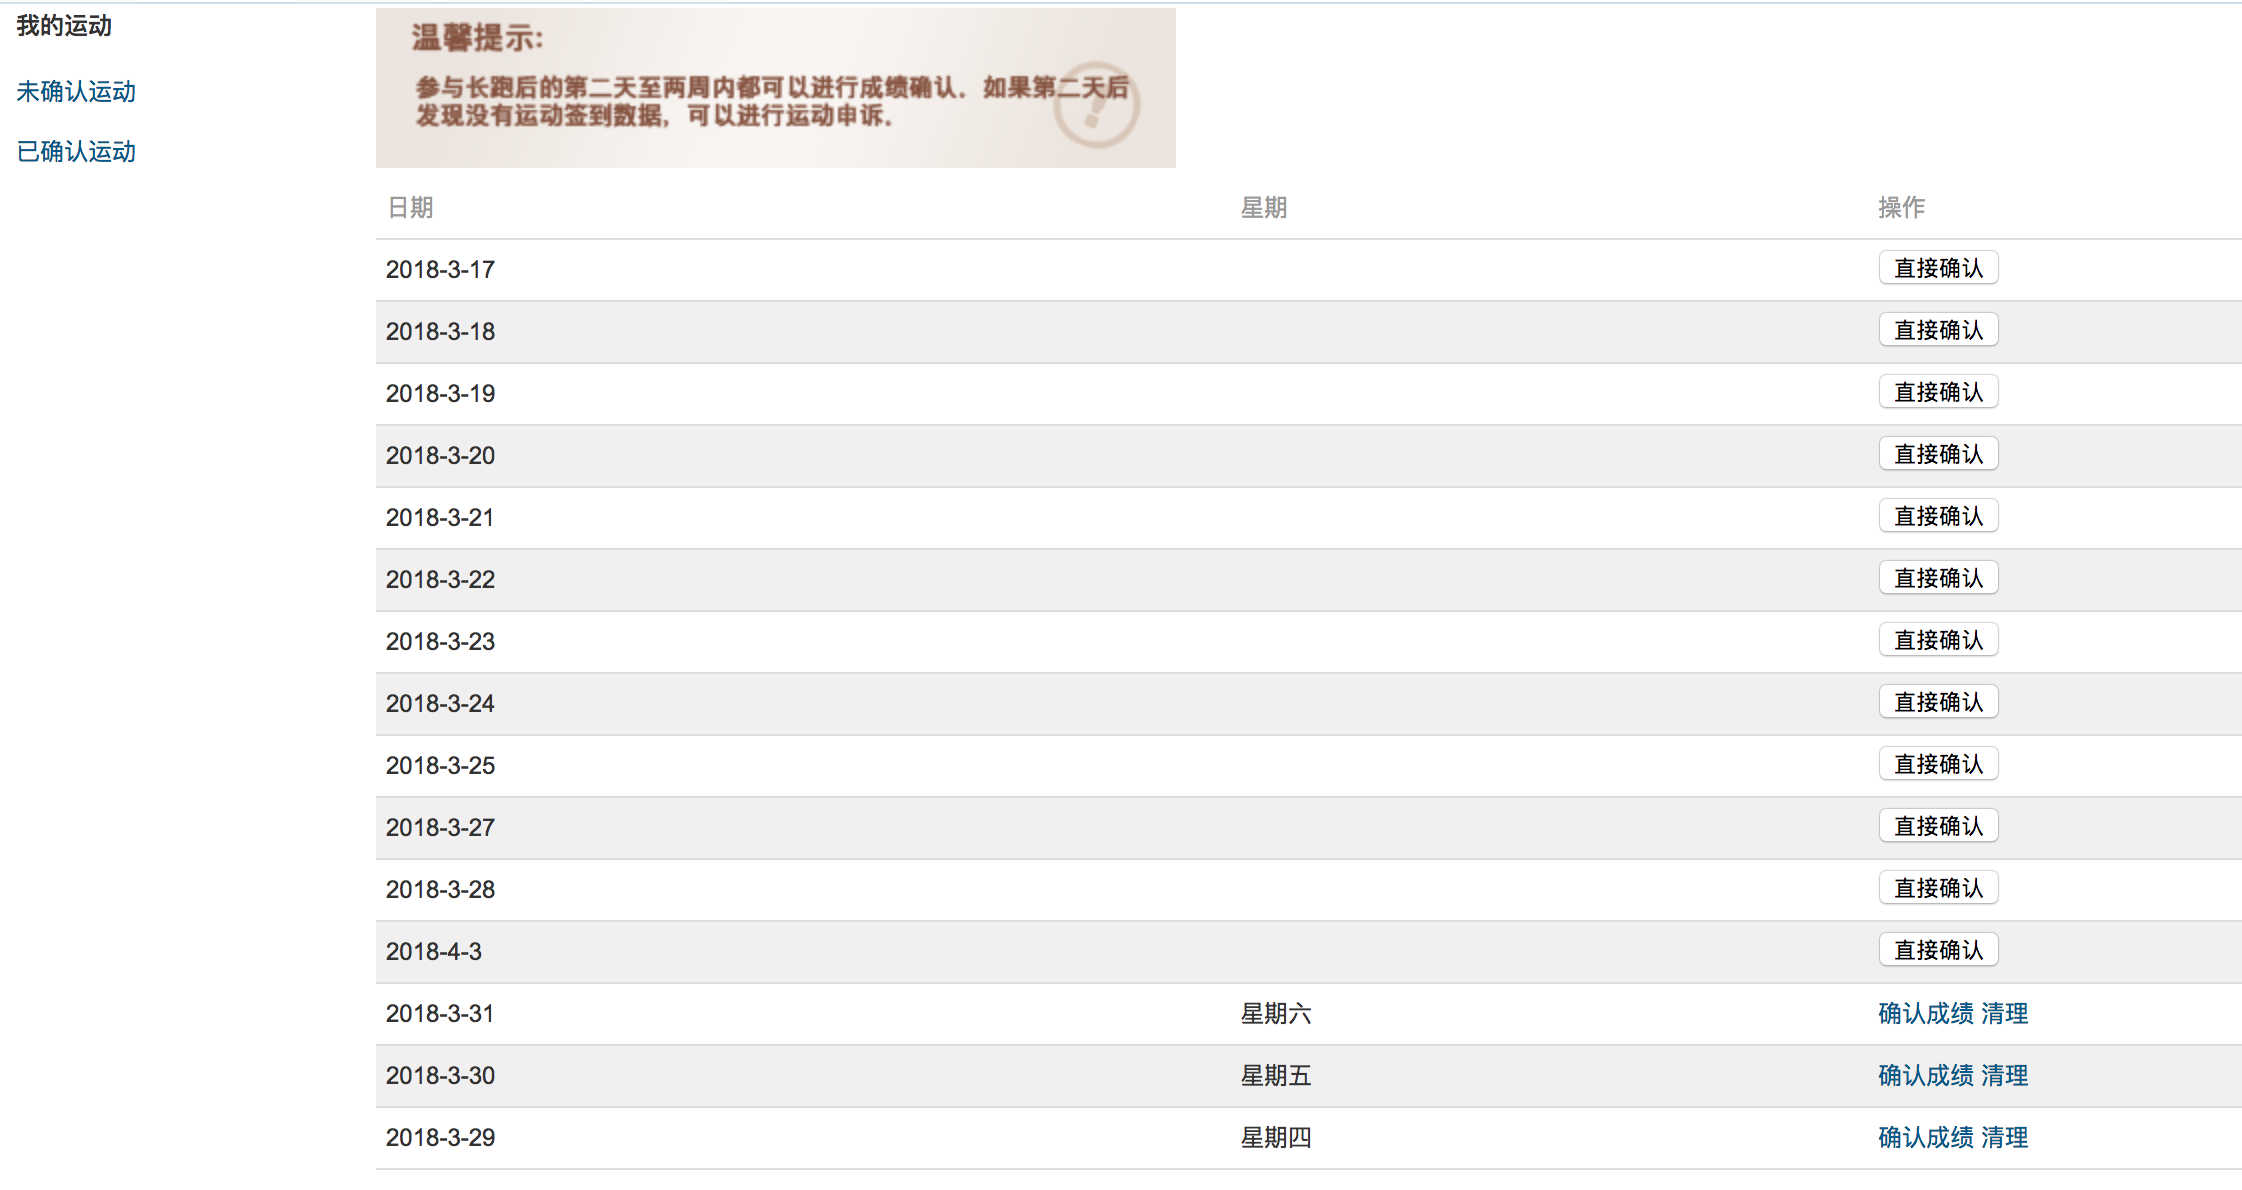 我的运动
未确认运动
已确认运动
温馨提示:
参与长跑后的第二天至两周内都可以进行成绩确认. 如果第二天后
发现没有运动签到数据, 可以进行运动申诉.
日期 星期 操作
2018-3-17 直接确认
2018-3-18 直接确认
2018-3-19 直接确认
2018-3-20 直接确认
2018-3-21 直接确认
2018-3-22 直接确认
2018-3-23 直接确认
2018-3-24 直接确认
2018-3-25 直接确认
2018-3-27 直接确认
2018-3-28 直接确认
2018-4-3 直接确认
2018-3-31 星期六 确认成绩 清理
2018-3-30 星期五 确认成绩 清理
2018-3-29 星期四 确认成绩 清理